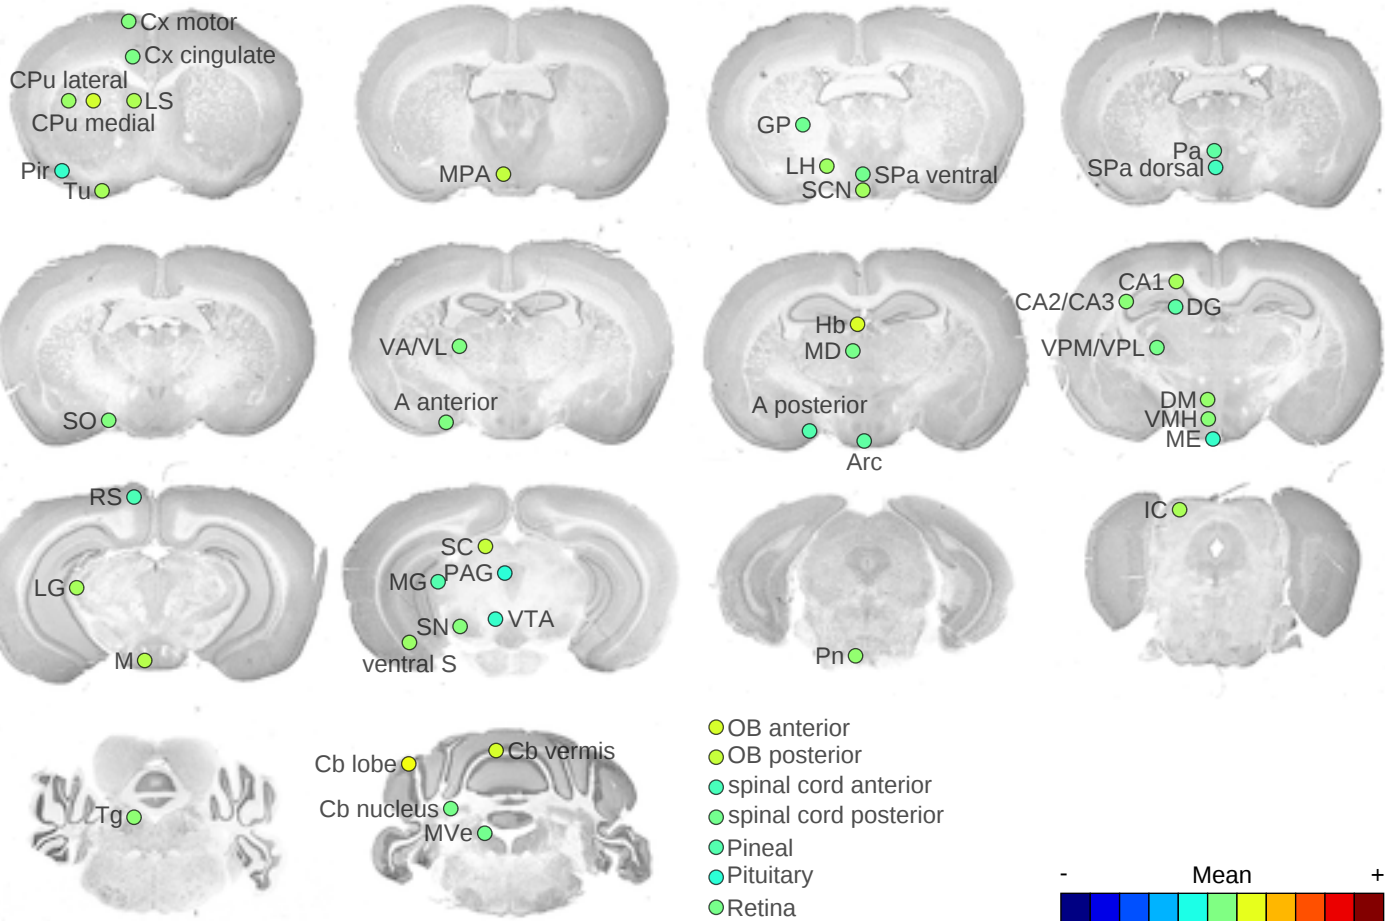 Cx motor
Cx cingulate
CPu lateral
LS
CPu medial
Pir
Tu
MPA
GP
LH
SPa ventral
SCN
Pa
SPa dorsal
SO
VA/VL
A anterior
Hb
MD
A posterior
Arc
CA1
CA2/CA3
DG
VPM/VPL
DM
VMH
ME
RS
LG
M
SC
MG
PAG
SN
VTA
ventral S
Pn
IC
Tg
Cb lobe
Cb vermis
Cb nucleus
MVe
OB anterior
OB posterior
spinal cord anterior
spinal cord posterior
Pineal
Pituitary
Retina
- Mean +